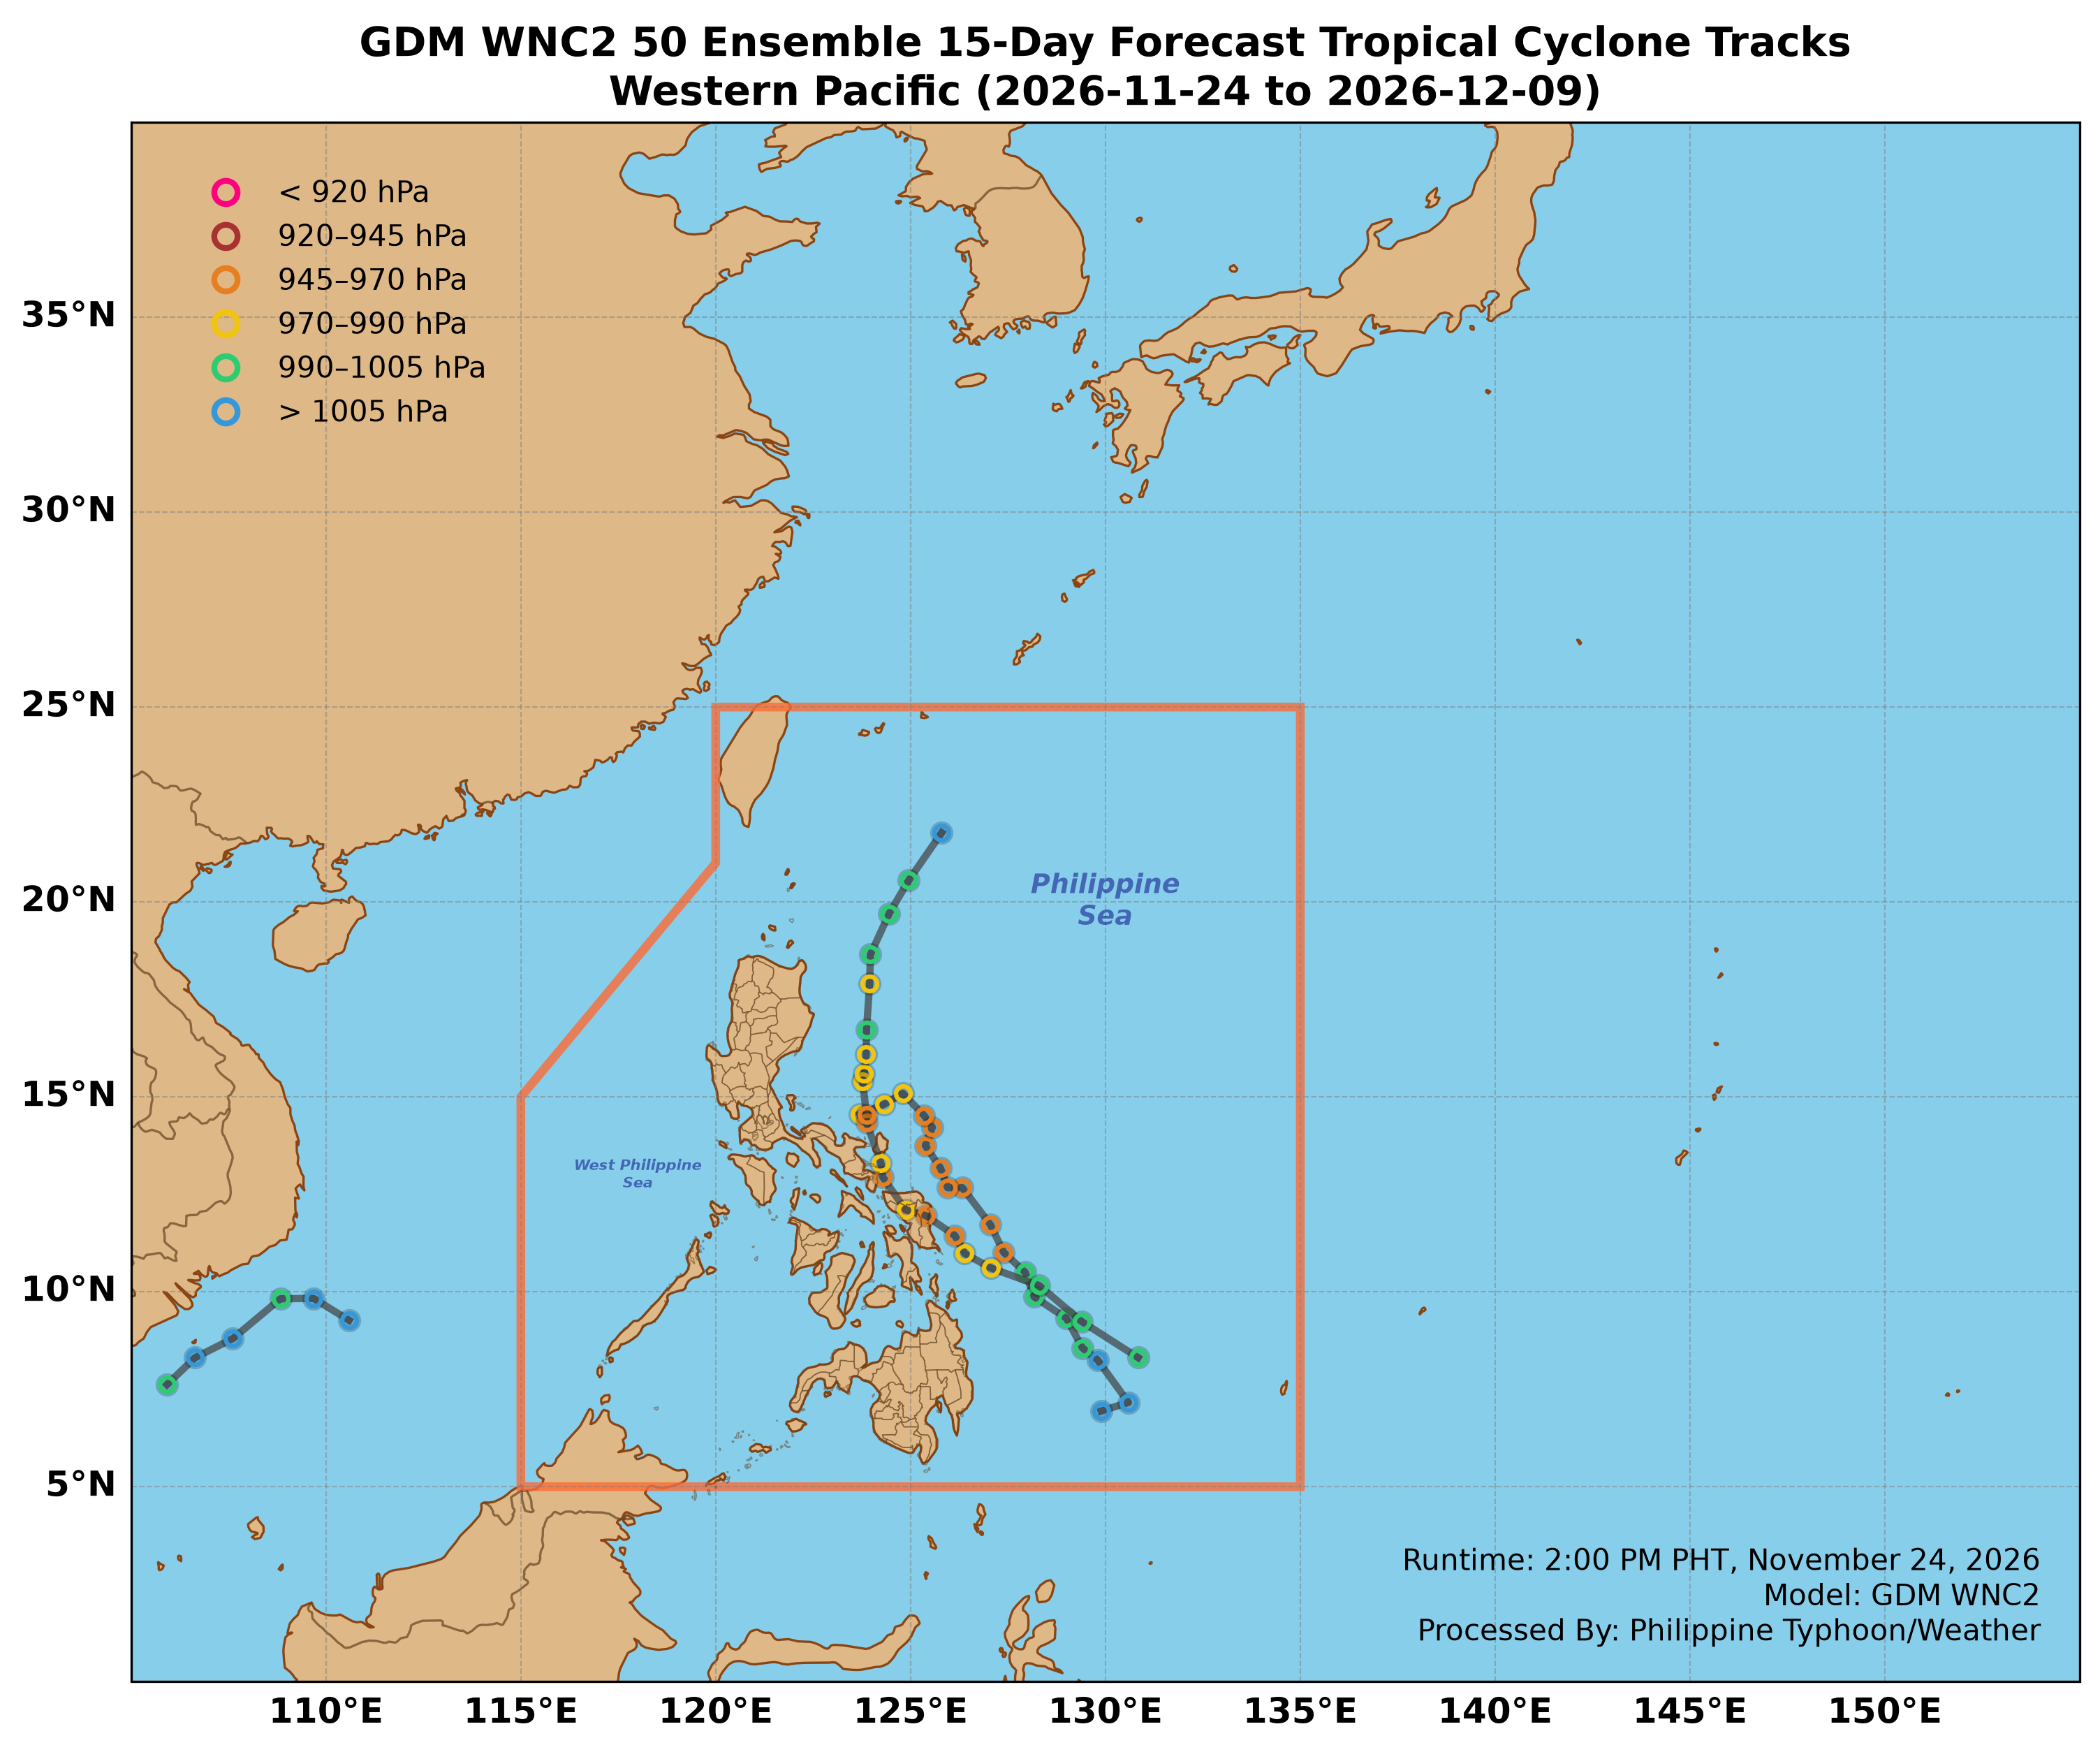 GDM WNC2 50 Ensemble 15-Day Forecast Tropical Cyclone Tracks
Western Pacific (2026-11-24 to 2026-12-09)
< 920 hPa
920–945 hPa
945–970 hPa
970–990 hPa
990–1005 hPa
> 1005 hPa
35°N
30°N
25°N
20°N
15°N
10°N
5°N
Philippine
Sea
West Philippine
Sea
Runtime: 2:00 PM PHT, November 24, 2026
Model: GDM WNC2
Processed By: Philippine Typhoon/Weather
110°E
115°E
120°E
125°E
130°E
135°E
140°E
145°E
150°E